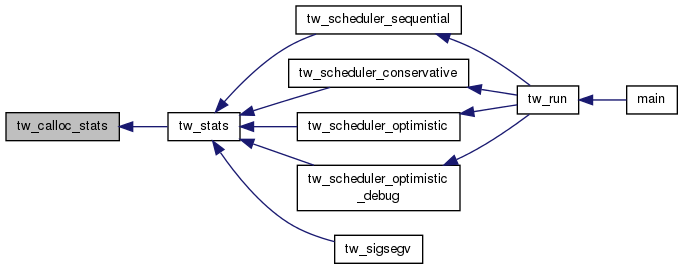 tw_scheduler_sequential
tw_scheduler_conservative
tw_run
main
tw_calloc_stats
tw_stats
tw_scheduler_optimistic
tw_scheduler_optimistic
_debug
tw_sigsegv